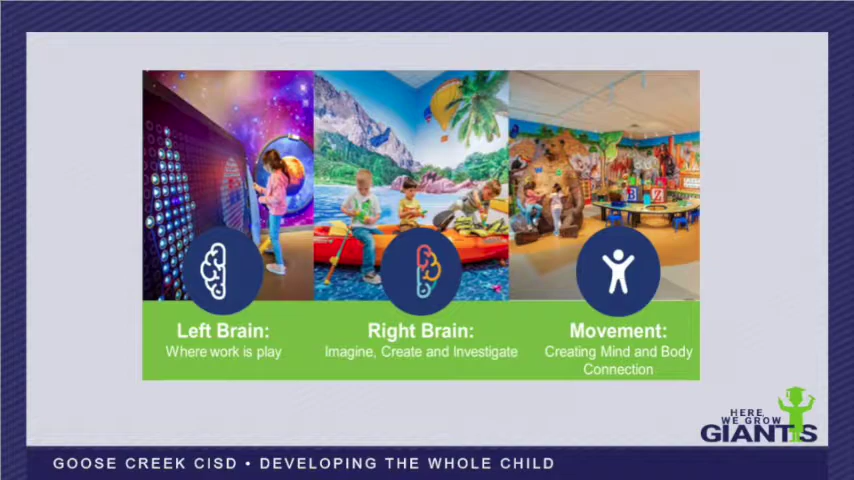 Left Brain:
Where work is play
Right Brain:
Imagine, Create and Investigate
Movement:
Creating Mind and Body
Connection
HERE
WE GROW
GIANTS
GOOSE CREEK CISD • DEVELOPING THE WHOLE CHILD